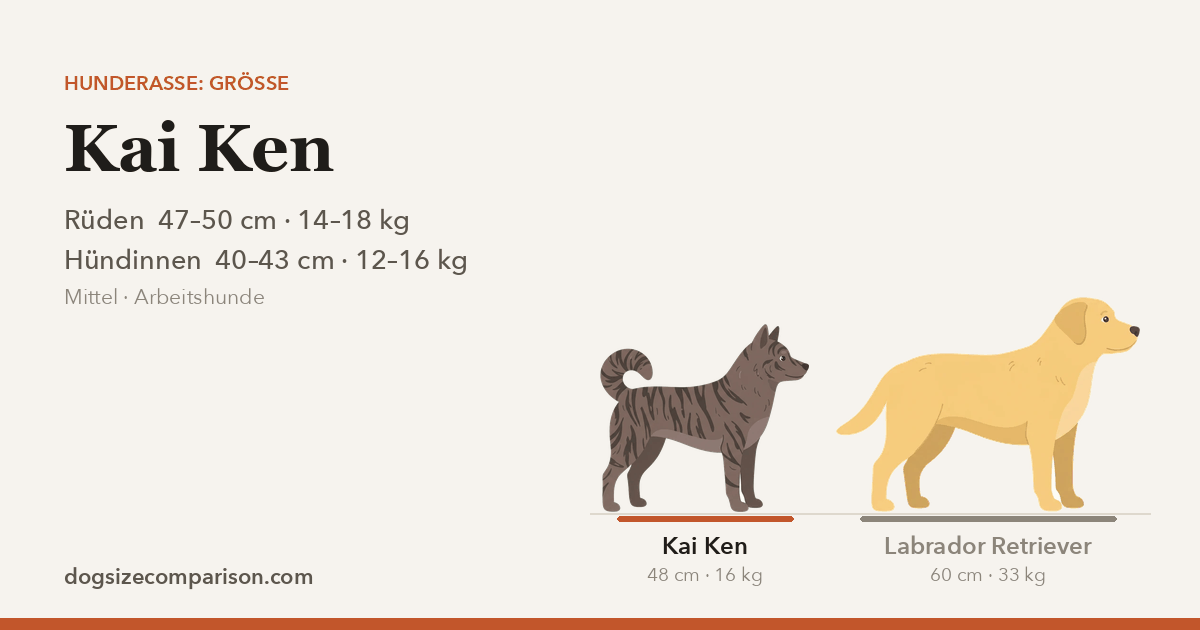 HUNDERASSE: GRÖSSE
Kai Ken
Rüden 47–50 cm · 14–18 kg
Hündinnen 40–43 cm · 12–16 kg
Mittel · Arbeitshunde
Kai Ken
48 cm · 16 kg
Labrador Retriever
60 cm · 33 kg
dogsizecomparison.com